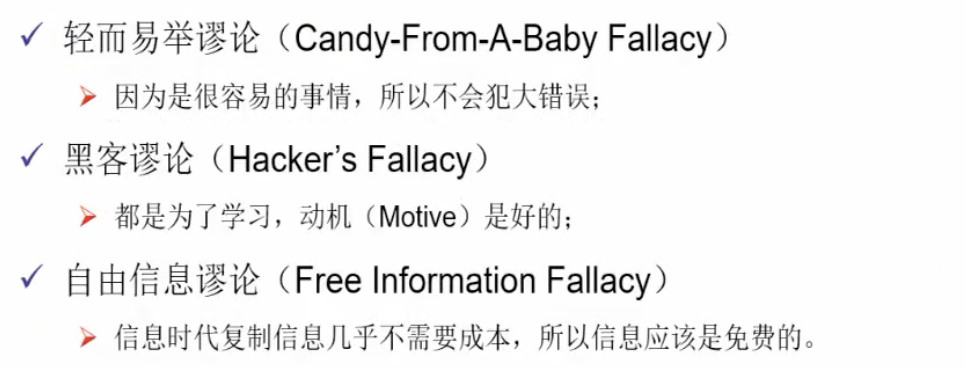 轻而易举谬论（Candy-From-A-Baby Fallacy）
因为是很容易的事情，所以不会犯大错误；
黑客谬论（Hacker’s Fallacy）
都是为了学习，动机（Motive）是好的；
自由信息谬论（Free Information Fallacy）
信息时代复制信息几乎不需要成本，所以信息应该是免费的。